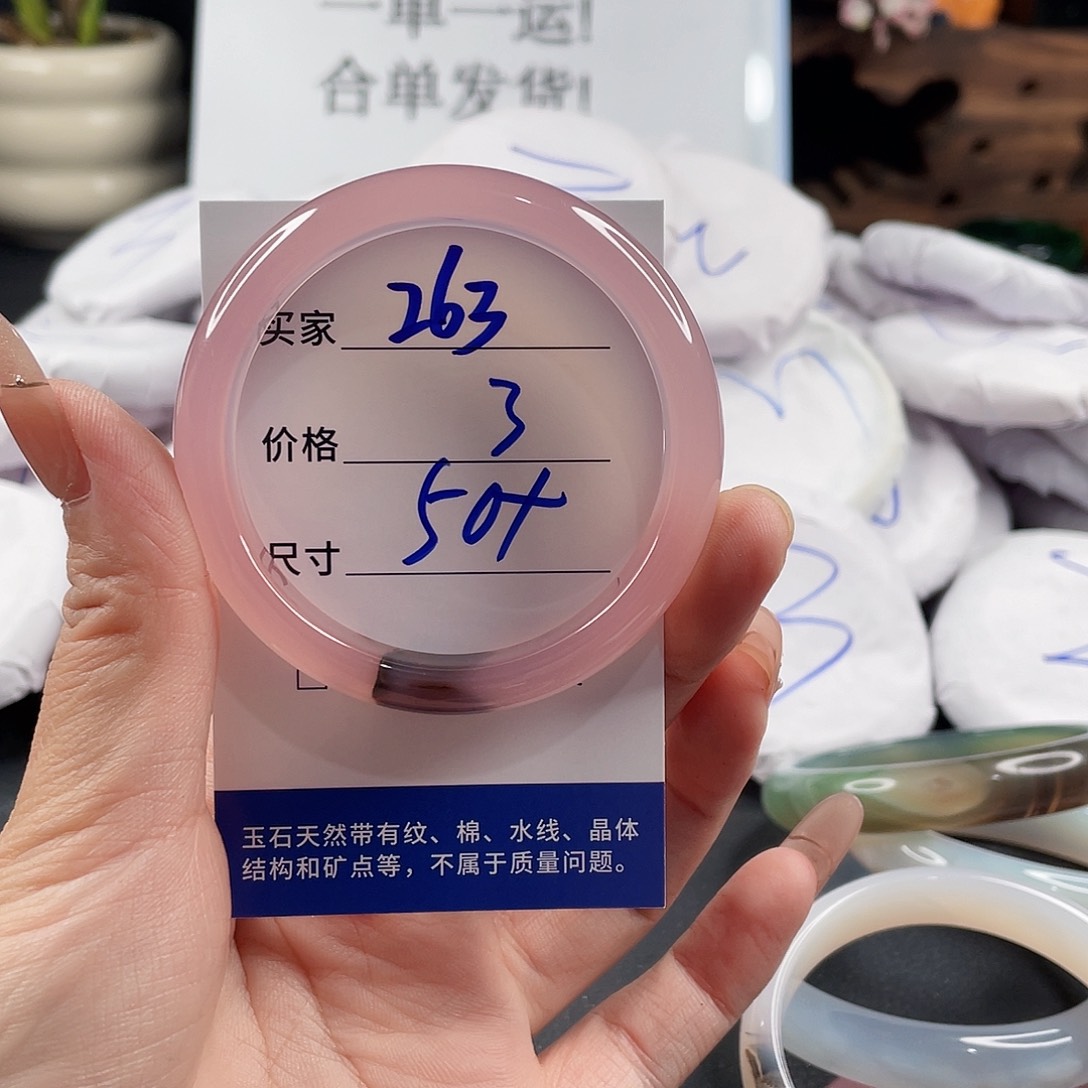 一单一运!
合单发货!
买家 263
价格 3
尺寸 50+
玉石天然带有纹、棉、水线、晶体
结构和矿点等，不属于质量问题。